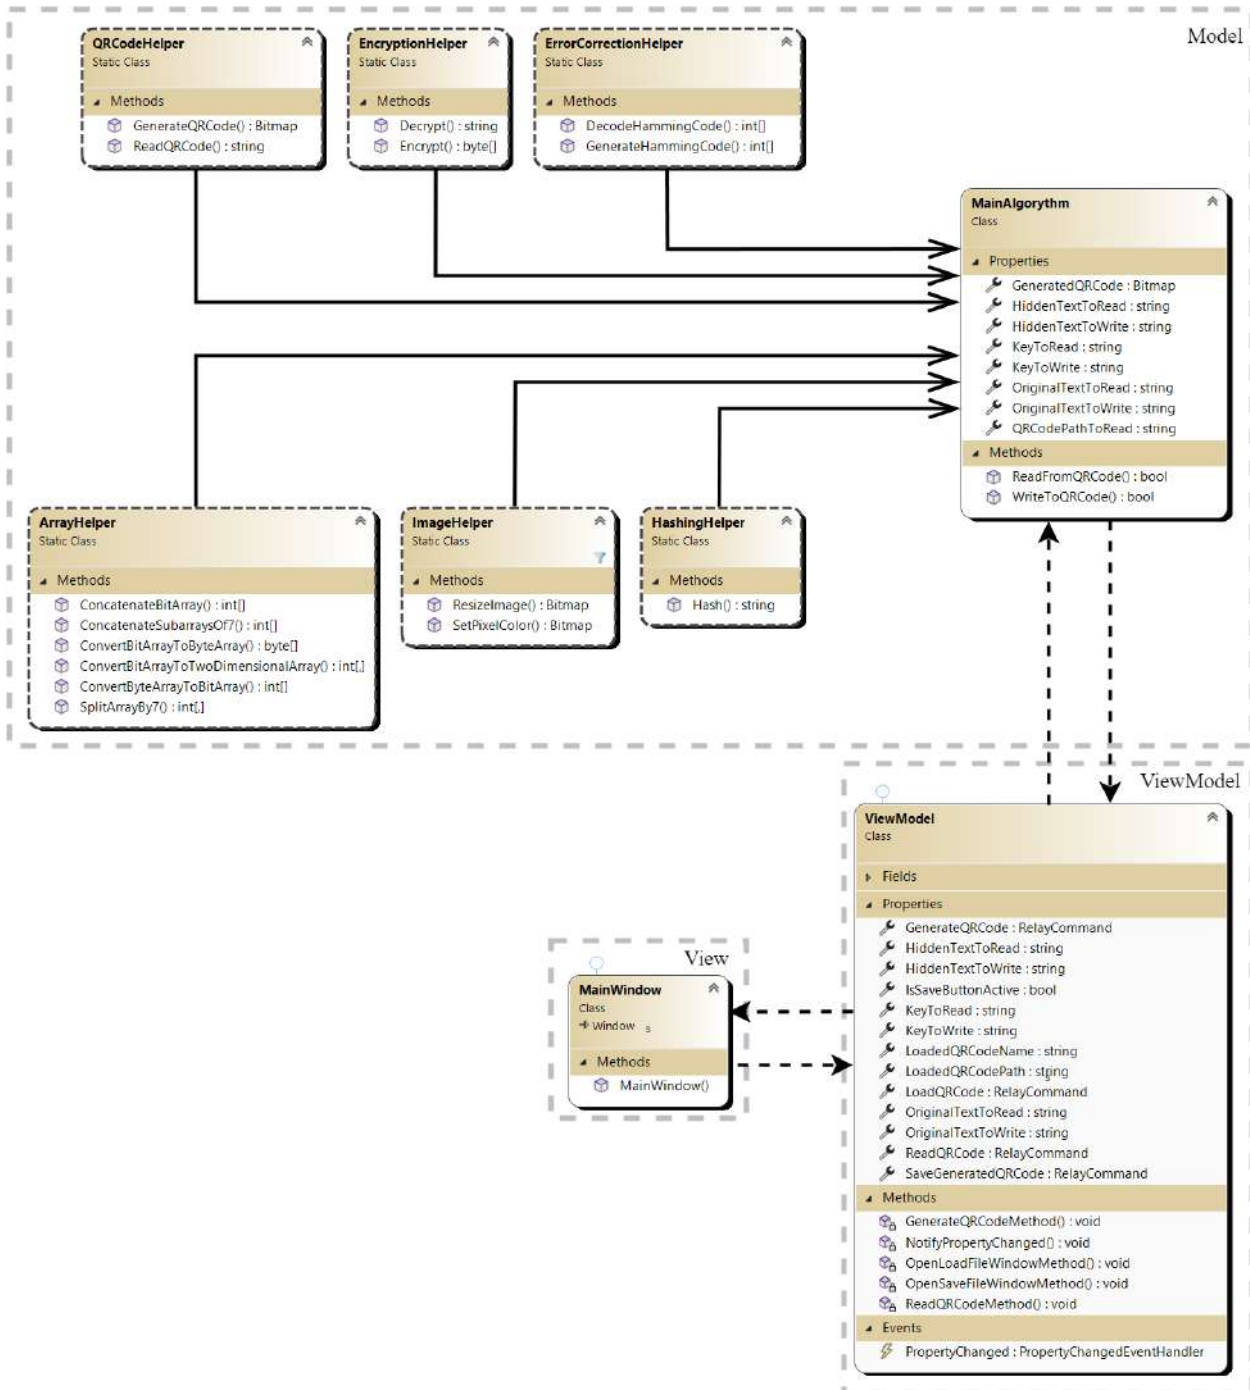 Model
QRCodeHelper
Static Class
Methods
GenerateQRCode() : Bitmap
ReadQRCode() : string
EncryptionHelper
Static Class
Methods
Decrypt() : string
Encrypt() : byte[]
ErrorCorrectionHelper
Static Class
Methods
DecodeHammingCode() : int[]
GenerateHammingCode() : int[]
MainAlgorythm
Class
Properties
GeneratedQRCode : Bitmap
HiddenTextToRead : string
HiddenTextToWrite : string
KeyToRead : string
KeyToWrite : string
OriginalTextToRead : string
OriginalTextToWrite : string
QRCodePathToRead : string
Methods
ReadFromQRCode() : bool
WriteToQRCode() : bool
ArrayHelper
Static Class
Methods
ConcatenateBitArray() : int[]
ConcatenateSubarraysOf7() : int[]
ConvertBitArrayToByteArray() : byte[]
ConvertBitArrayToTwoDimensionalArray() : int[,]
ConvertByteArrayToBitArray() : int[]
SplitArrayBy7() : int[,]
ImageHelper
Static Class
Methods
ResizeImage() : Bitmap
SetPixelColor() : Bitmap
HashingHelper
Static Class
Methods
Hash() : string
ViewModel
ViewModel
Class
Fields
Properties
GenerateQRCode : RelayCommand
HiddenTextToRead : string
HiddenTextToWrite : string
IsSaveButtonActive : bool
KeyToRead : string
KeyToWrite : string
LoadedQRCodeName : string
LoadedQRCodePath : string
LoadQRCode : RelayCommand
OriginalTextToRead : string
OriginalTextToWrite : string
ReadQRCode : RelayCommand
SaveGeneratedQRCode : RelayCommand
Methods
GenerateQRCodeMethod() : void
NotifyPropertyChanged() : void
OpenLoadFileWindowMethod() : void
OpenSaveFileWindowMethod() : void
ReadQRCodeMethod() : void
Events
PropertyChanged : PropertyChangedEventHandler
View
MainWindow
Class
Window s
Methods
MainWindow()